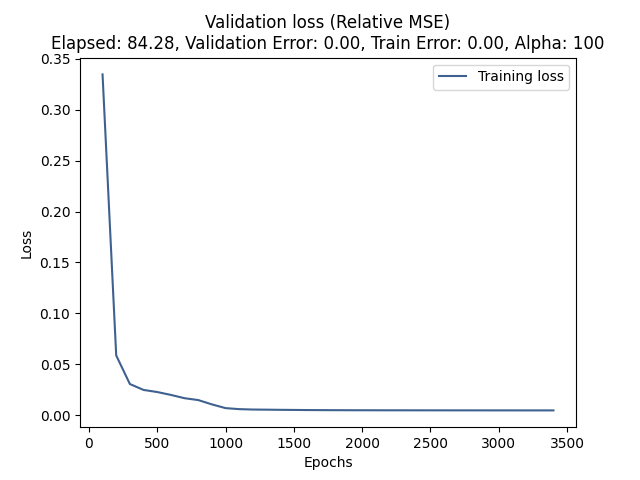 Validation loss (Relative MSE)
Elapsed: 84.28, Validation Error: 0.00, Train Error: 0.00, Alpha: 100
Training loss
0.35
0.30
0.25
0.20
0.15
0.10
0.05
0.00
Loss
0 500 1000 1500 2000 2500 3000 3500
Epochs